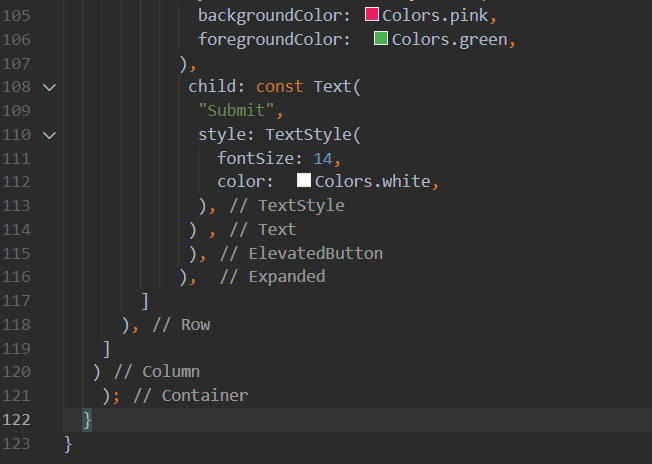 105 backgroundColor: Colors.pink,
106 foregroundColor: Colors.green,
107 ),
108 child: const Text(
109 "Submit",
110 style: TextStyle(
111 fontSize: 14,
112 color: Colors.white,
113 ), // TextStyle
114 ) , // Text
115 ), // ElevatedButton
116 ), // Expanded
117 ]
118 ), // Row
119 ]
120 ) // Column
121 ); // Container
122 }
123 }